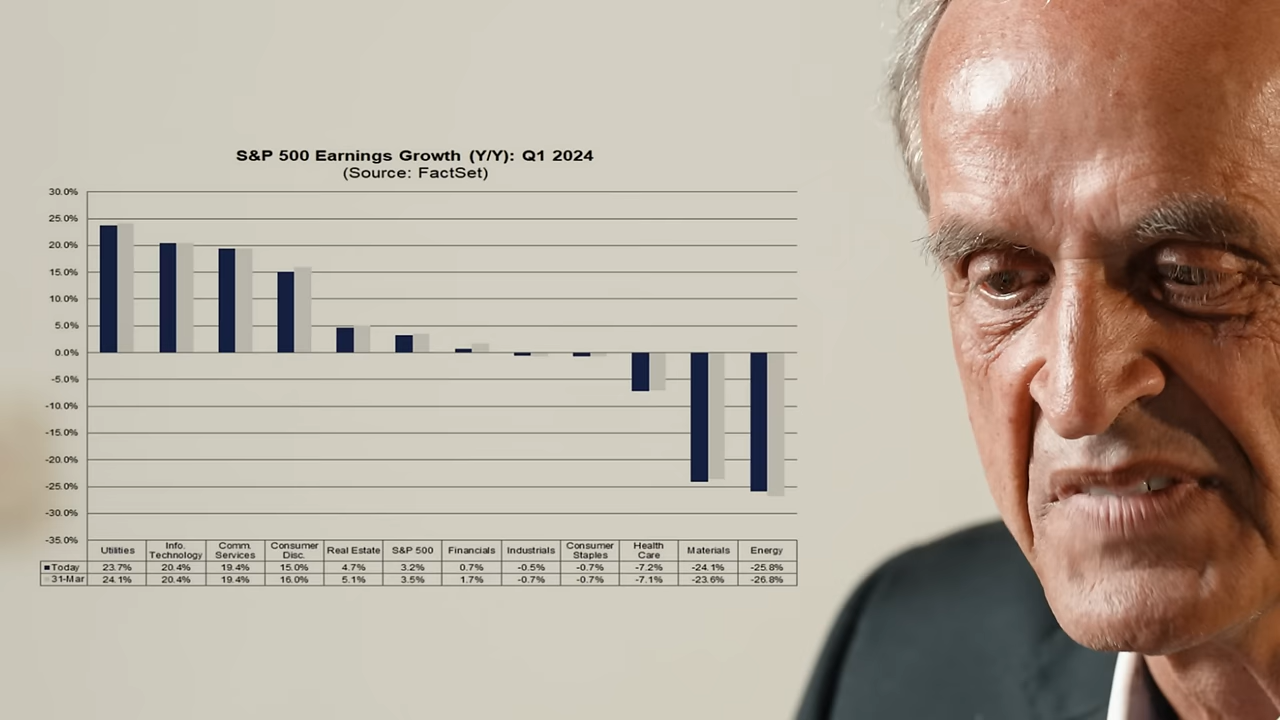 S&P 500 Earnings Growth (Y/Y): Q1 2024
(Source: FactSet)
30.0%
25.0%
20.0%
15.0%
10.0%
5.0%
0.0%
-5.0%
-10.0%
-15.0%
-20.0%
-25.0%
-30.0%
-35.0%
Utilities Info. Technology Comm. Services Consumer Disc. Real Estate S&P 500 Financials Industrials Consumer Staples Health Care Materials Energy
Today 23.7% 20.4% 19.4% 15.0% 4.7% 3.2% 0.7% -0.5% -0.7% -7.2% -24.1% -25.8%
31-Mar 24.1% 20.4% 19.4% 16.0% 5.1% 3.5% 1.7% -0.7% -0.7% -7.1% -23.6% -26.8%